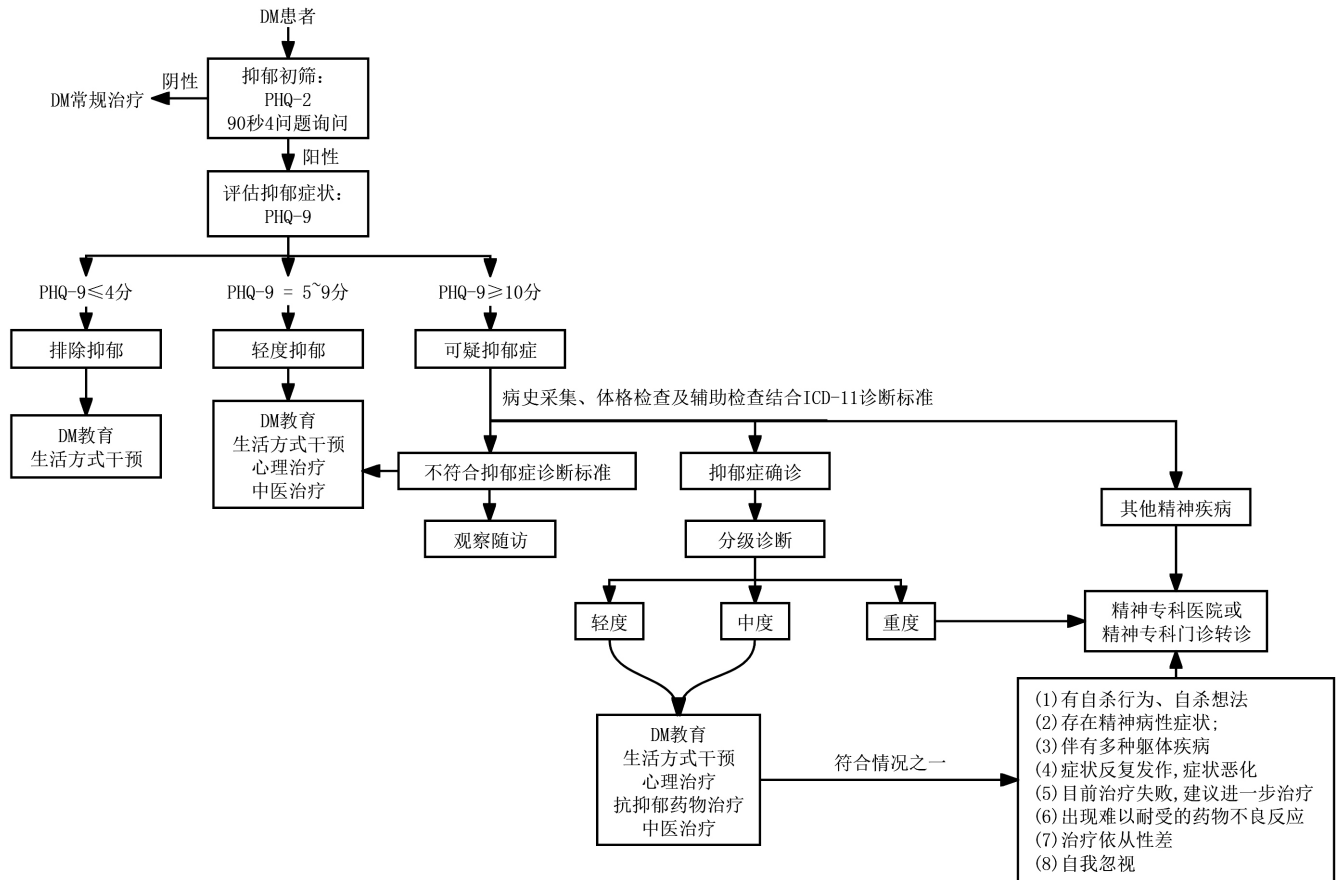 DM患者
抑郁初筛:
PHQ-2
90秒4问题询问
阴性
DM常规治疗
阳性
评估抑郁症状:
PHQ-9
PHQ-9≤4分
PHQ-9 = 5~9分
PHQ-9≥10分
排除抑郁
轻度抑郁
可疑抑郁症
DM教育
生活方式干预
DM教育
生活方式干预
心理治疗
中医治疗
病史采集、体格检查及辅助检查结合ICD-11诊断标准
不符合抑郁症诊断标准
抑郁症确诊
其他精神疾病
观察随访
分级诊断
轻度
中度
重度
精神专科医院或
精神专科门诊转诊
DM教育
生活方式干预
心理治疗
抗抑郁药物治疗
中医治疗
符合情况之一
(1)有自杀行为、自杀想法
(2)存在精神病性症状;
(3)伴有多种躯体疾病
(4)症状反复发作,症状恶化
(5)目前治疗失败,建议进一步治疗
(6)出现难以耐受的药物不良反应
(7)治疗依从性差
(8)自我忽视